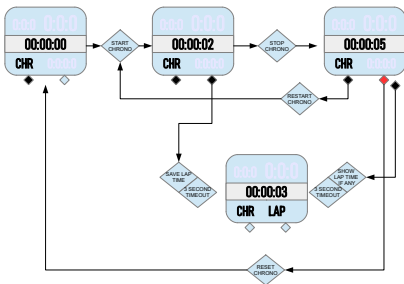 00:00:00
CHR
START
CHRONO
00:00:02
CHR
STOP
CHRONO
00:00:05
CHR
RESTART
CHRONO
SAVE LAP
TIME
3 SECOND
TIMEOUT
00:00:03
CHR LAP
SHOW
LAP TIME
IF ANY
3 SECOND
TIMEOUT
RESET
CHRONO